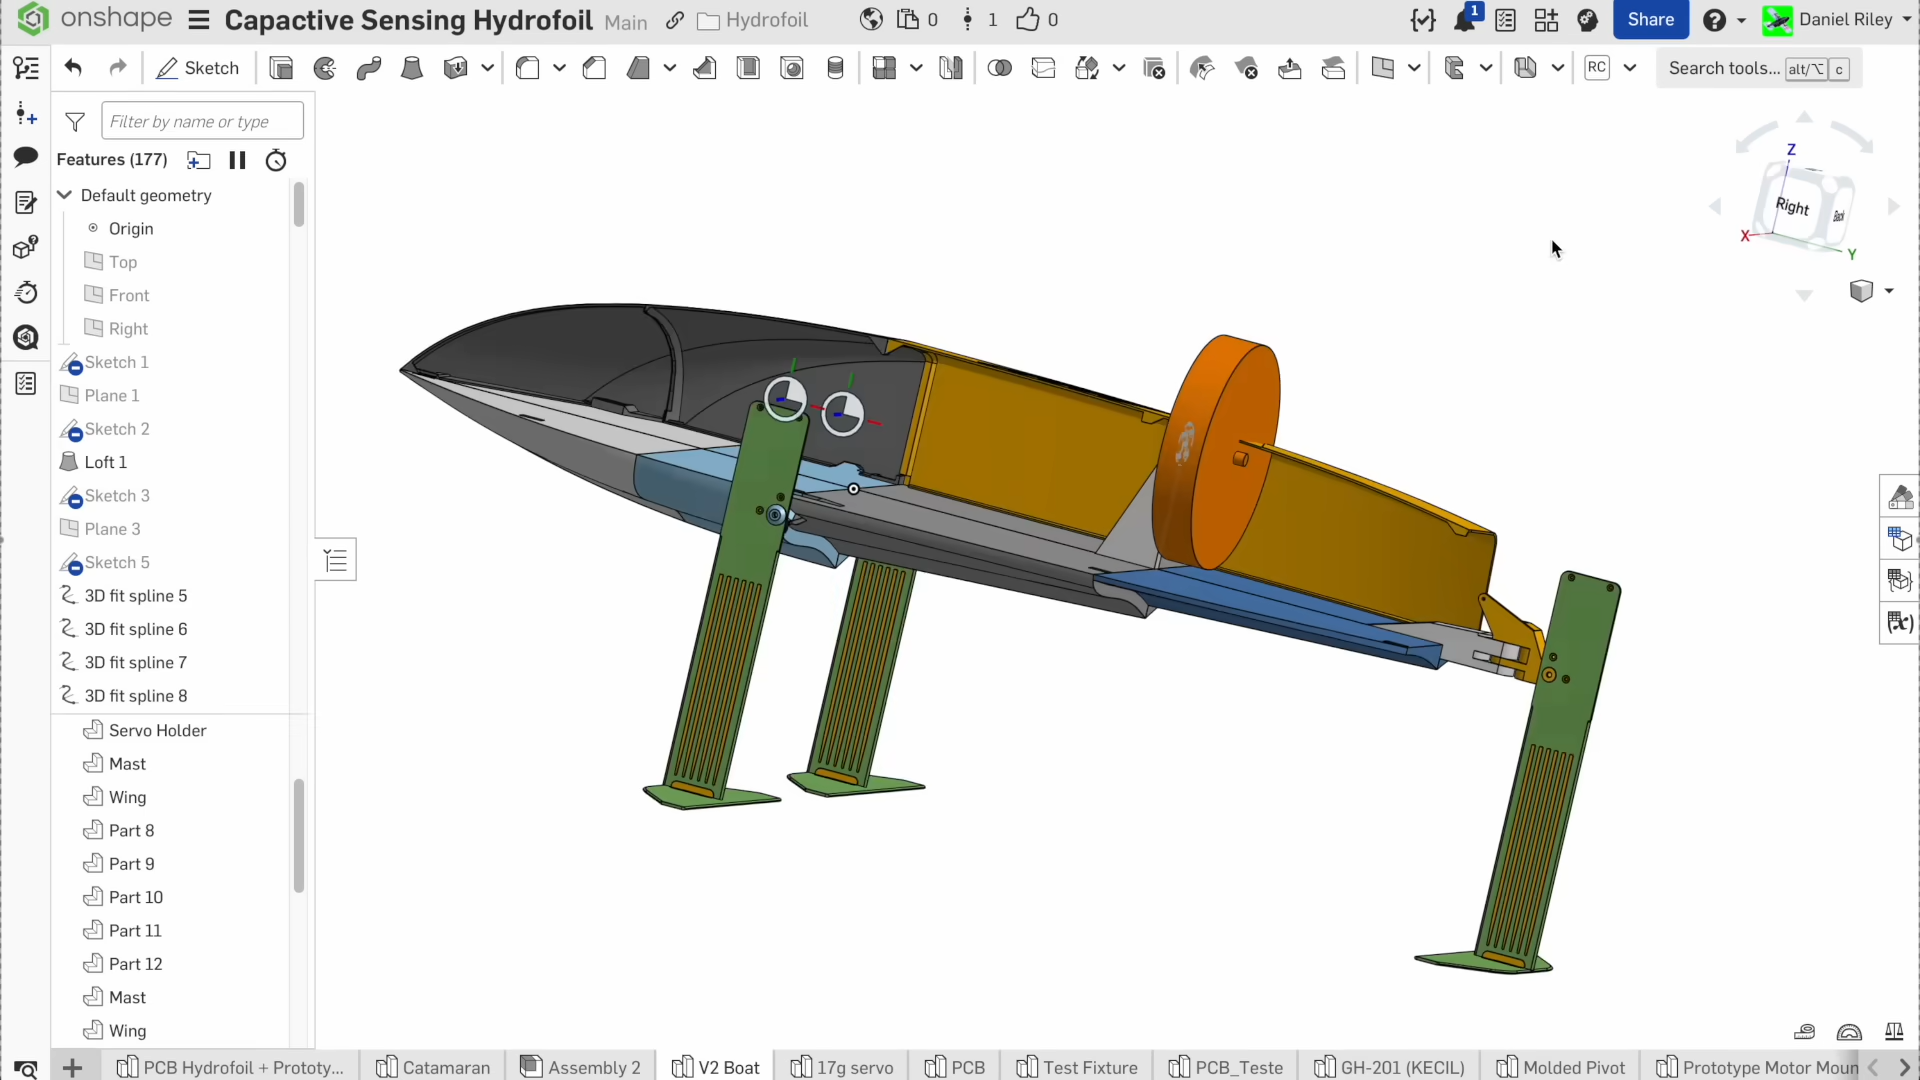 onshape Capactive Sensing Hydrofoil Main Hydrofoil 0 1 0 1 Share Daniel Riley
Sketch RC Search tools... alt/⌥ c
Filter by name or type
Features (177)
Default geometry
Origin
Top
Front
Right
Sketch 1
Plane 1
Sketch 2
Loft 1
Sketch 3
Plane 3
Sketch 5
3D fit spline 5
3D fit spline 6
3D fit spline 7
3D fit spline 8
Servo Holder
Mast
Wing
Part 8
Part 9
Part 10
Part 11
Part 12
Mast
Wing
Z
Right Back
X
Y
PCB Hydrofoil + Prototy... Catamaran Assembly 2 V2 Boat 17g servo PCB Test Fixture PCB_Teste GH-201 (KECIL) Molded Pivot Prototype Motor Moun